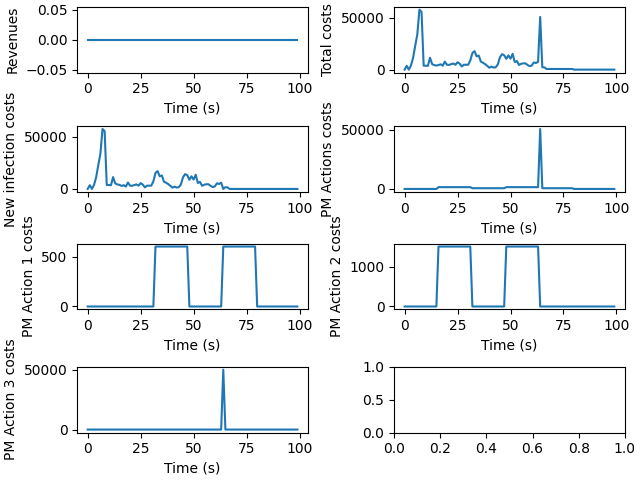 Revenues
0.05
0.00
−0.05
0 25 50 75 100
Time (s)
Total costs
50000
0
0 25 50 75 100
Time (s)
New infection costs
50000
0
0 25 50 75 100
Time (s)
PM Actions costs
50000
0
0 25 50 75 100
Time (s)
PM Action 1 costs
500
0
0 25 50 75 100
Time (s)
PM Action 2 costs
1000
0
0 25 50 75 100
Time (s)
PM Action 3 costs
50000
0
0 25 50 75 100
Time (s)
1.0
0.5
0.0
0.0 0.2 0.4 0.6 0.8 1.0